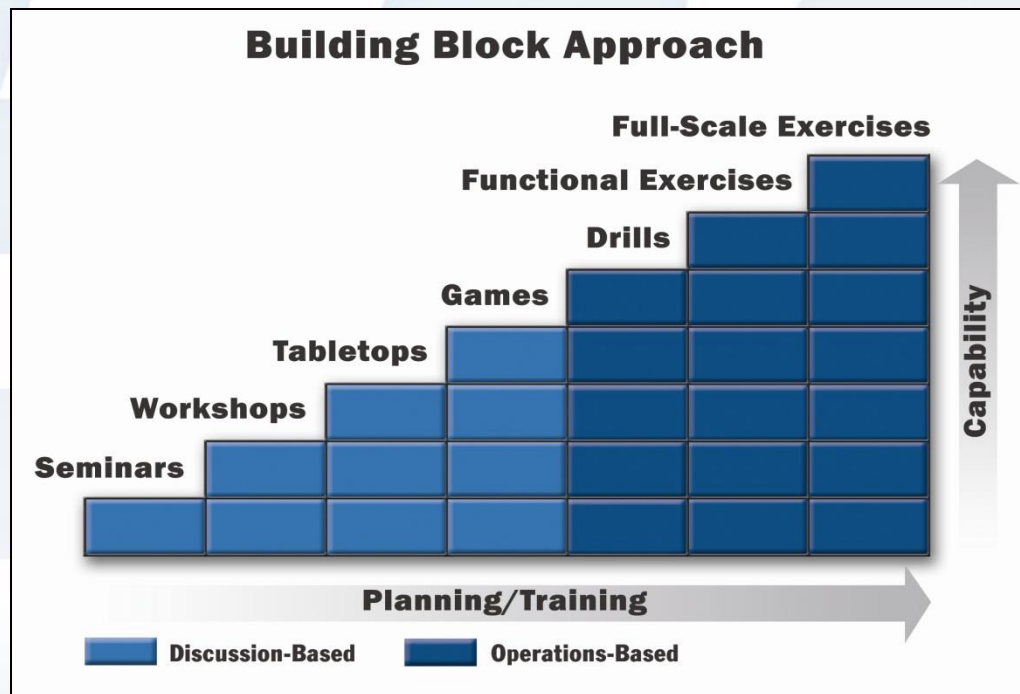 Building Block Approach
Full-Scale Exercises
Functional Exercises
Drills
Games
Tabletops
Workshops
Seminars
Capability
Planning/Training
Discussion-Based
Operations-Based